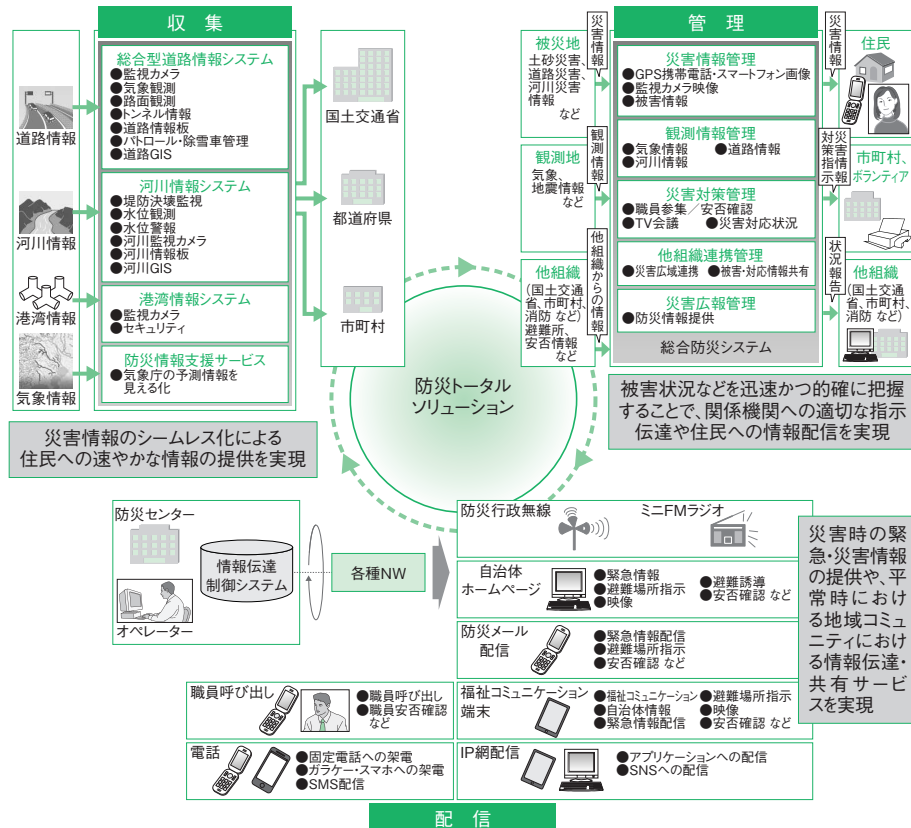 収 集
道路情報
河川情報
港湾情報
気象情報
総合型道路情報システム
●監視カメラ
●気象観測
●路面観測
●トンネル情報
●道路情報板
●パトロール・除雪車管理
●道路GIS
河川情報システム
●堤防決壊監視
●水位観測
●水位警報
●河川監視カメラ
●河川情報板
●河川GIS
港湾情報システム
●監視カメラ
●セキュリティ
防災情報支援サービス
●気象庁の予測情報を
見える化
国土交通省
都道府県
市町村
災害情報のシームレス化による
住民への速やかな情報の提供を実現
管 理
被災地
土砂災害、
道路災害、
河川災害
情報
など
観測地
気象、
地震情報
など
他組織
(国土交通
省、市町村、
消防 など)
避難所、
安否情報
など
災害情報
観測情報
他組織からの情報
災害情報管理
●GPS携帯電話・スマートフォン画像
●監視カメラ映像
●被害情報
観測情報管理
●気象情報 ●道路情報
●河川情報
災害対策管理
●職員参集/安否確認
●TV会議 ●災害対応状況
他組織連携管理
●災害広域連携 ●被害・対応情報共有
災害広報管理
●防災情報提供
総合防災システム
災害情報
災害情報
対策指示
状況報告
住民
市町村、
ボランティア
他組織
(国土交通
省、市町村、
消防 など)
被害状況などを迅速かつ的確に把握
することで、関係機関への適切な指示
伝達や住民への情報配信を実現
防災トータル
ソリューション
防災センター
オペレーター
情報伝達
制御システム
各種NW
防災行政無線 ミニFMラジオ
自治体
ホームページ
●緊急情報 ●避難誘導
●避難場所指示 ●安否確認 など
●映像
防災メール
配信
●緊急情報配信
●避難場所指示
●安否確認 など
職員呼び出し
●職員呼び出し
●職員安否確認
など
福祉コミュニケーション
端末
●福祉コミュニケーション ●避難場所指示
●自治体情報 ●映像
●緊急情報配信 ●安否確認 など
電話
●固定電話への架電
●ガラケー・スマホへの架電
●SMS配信
IP網配信
●アプリケーションへの配信
●SNSへの配信
災害時の緊
急・災害情報
の提供や、平
常時におけ
る地域コミュ
ニティにおけ
る情報伝達・
共有サービ
スを実現
配 信